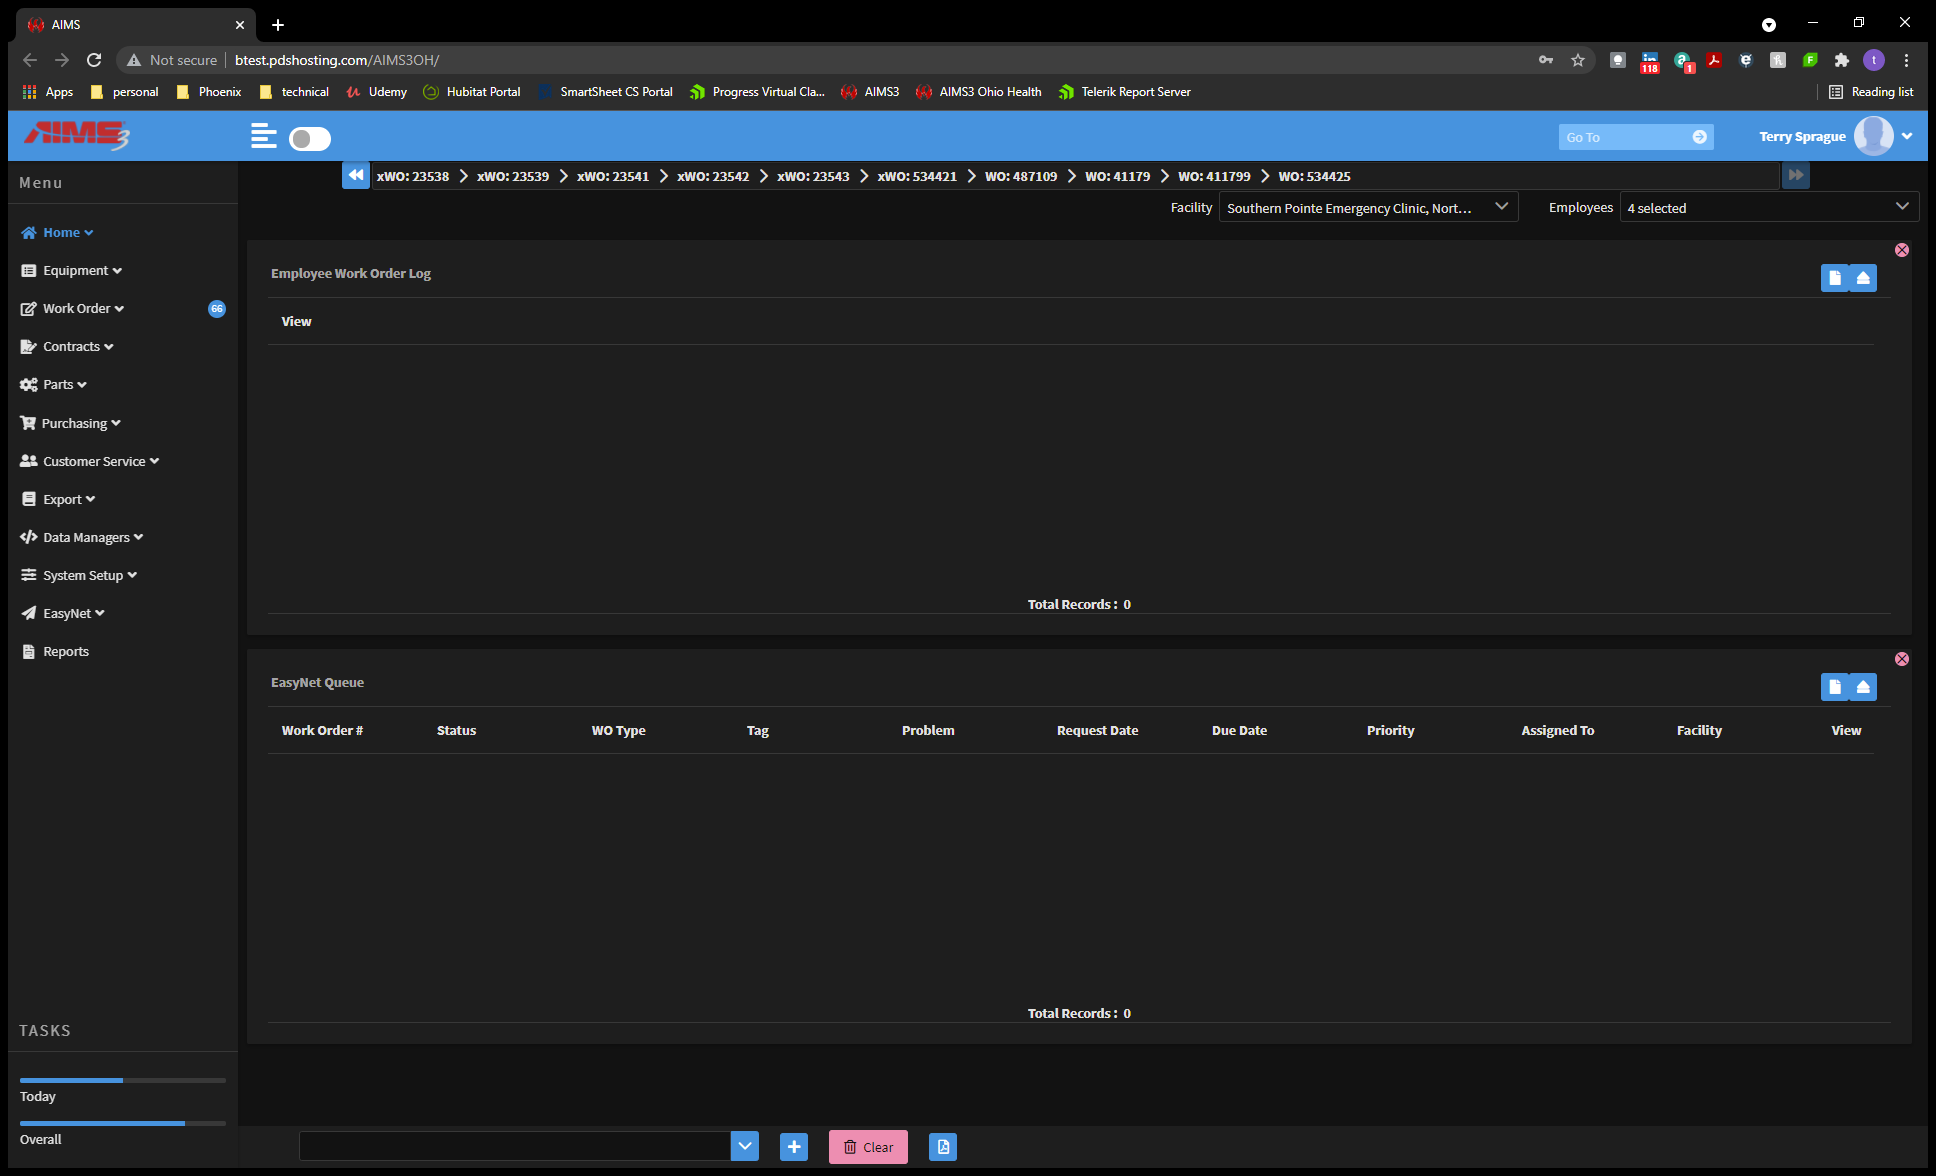 AIMS
Not secure btest.pdshosting.com/AIMS3OH/
118
1
t
Apps personal Phoenix technical Udemy Hubitat Portal SmartSheet CS Portal Progress Virtual Cla... AIMS3 AIMS3 Ohio Health Telerik Report Server Reading list
AIMS3
Go To
Terry Sprague
Menu
xWO: 23538 xWO: 23539 xWO: 23541 xWO: 23542 xWO: 23543 xWO: 534421 WO: 487109 WO: 41179 WO: 411799 WO: 534425
Facility Southern Pointe Emergency Clinic, Nort... Employees 4 selected
Home
Equipment
Work Order 66
Contracts
Parts
Purchasing
Customer Service
Export
Data Managers
System Setup
EasyNet
Reports
Employee Work Order Log
View
Total Records : 0
EasyNet Queue
Work Order # Status WO Type Tag Problem Request Date Due Date Priority Assigned To Facility View
Total Records : 0
TASKS
Today
Overall
Clear